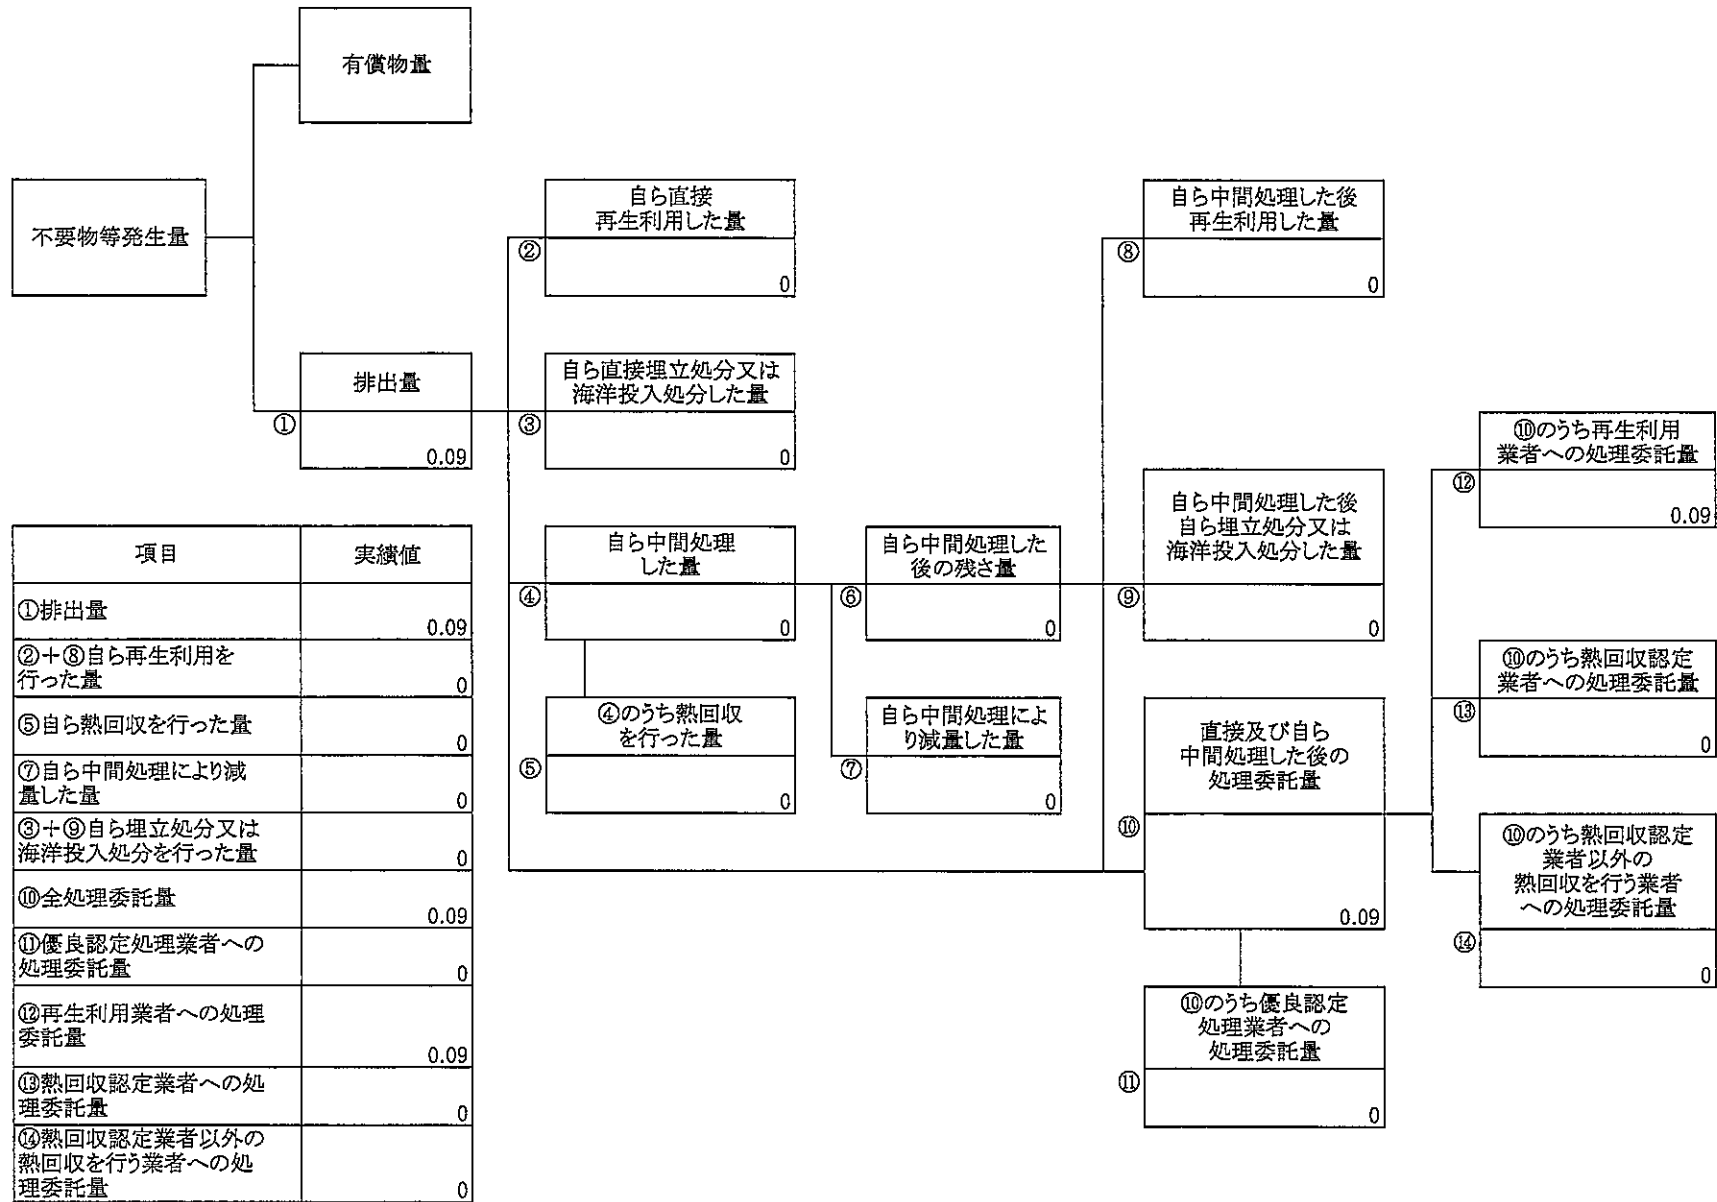 有償物量
不要物等発生量
自ら直接
再生利用した量
②
0
自ら中間処理した後
再生利用した量
⑧
0
排出量
①
0.09
自ら直接埋立処分又は
海洋投入処分した量
③
0
⑩のうち再生利用
業者への処理委託量
⑫
0.09
自ら中間処理
した量
④
0
自ら中間処理した
後の残さ量
⑥
0
自ら中間処理した後
自ら埋立処分又は
海洋投入処分した量
⑨
0
⑩のうち熱回収認定
業者への処理委託量
⑬
0
④のうち熱回収
を行った量
⑤
0
自ら中間処理によ
り減量した量
⑦
0
直接及び自ら
中間処理した後の
処理委託量
⑩
0.09
⑩のうち熱回収認定
業者以外の
熱回収を行う業者
への処理委託量
⑭
0
⑩のうち優良認定
処理業者への
処理委託量
⑪
0
項目 実績値
①排出量
0.09
②+⑧自ら再生利用を
行った量
0
⑤自ら熱回収を行った量
0
⑦自ら中間処理により減
量した量
0
③+⑨自ら埋立処分又は
海洋投入処分を行った量
0
⑩全処理委託量
0.09
⑪優良認定処理業者への
処理委託量
0
⑫再生利用業者への処理
委託量
0.09
⑬熱回収認定業者への処
理委託量
0
⑭熱回収認定業者以外の
熱回収を行う業者への処
理委託量
0